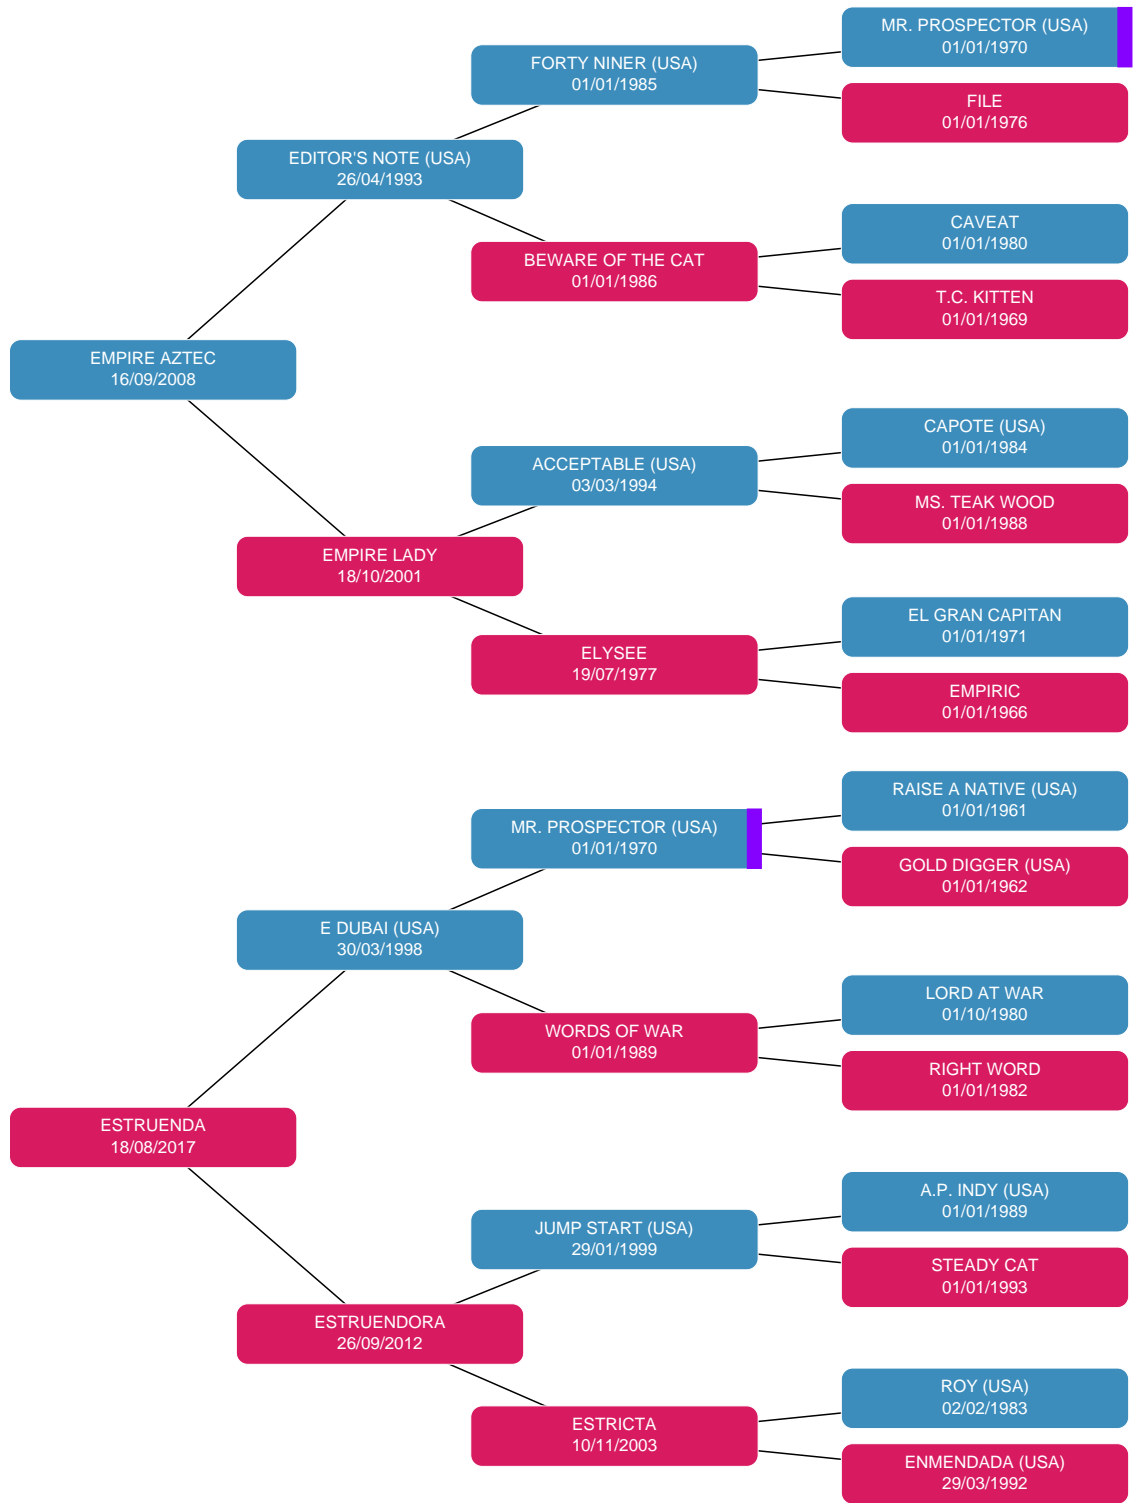 MR. PROSPECTOR (USA)
01/01/1970
FORTY NINER (USA)
01/01/1985
FILE
01/01/1976
EDITOR'S NOTE (USA)
26/04/1993
CAVEAT
01/01/1980
BEWARE OF THE CAT
01/01/1986
T.C. KITTEN
01/01/1969
EMPIRE AZTEC
16/09/2008
CAPOTE (USA)
01/01/1984
ACCEPTABLE (USA)
03/03/1994
MS. TEAK WOOD
01/01/1988
EMPIRE LADY
18/10/2001
EL GRAN CAPITAN
01/01/1971
ELYSEE
19/07/1977
EMPIRIC
01/01/1966
RAISE A NATIVE (USA)
01/01/1961
MR. PROSPECTOR (USA)
01/01/1970
GOLD DIGGER (USA)
01/01/1962
E DUBAI (USA)
30/03/1998
LORD AT WAR
01/10/1980
WORDS OF WAR
01/01/1989
RIGHT WORD
01/01/1982
ESTRUENDA
18/08/2017
A.P. INDY (USA)
01/01/1989
JUMP START (USA)
29/01/1999
STEADY CAT
01/01/1993
ESTRUENDORA
26/09/2012
ROY (USA)
02/02/1983
ESTRICTA
10/11/2003
ENMENDADA (USA)
29/03/1992